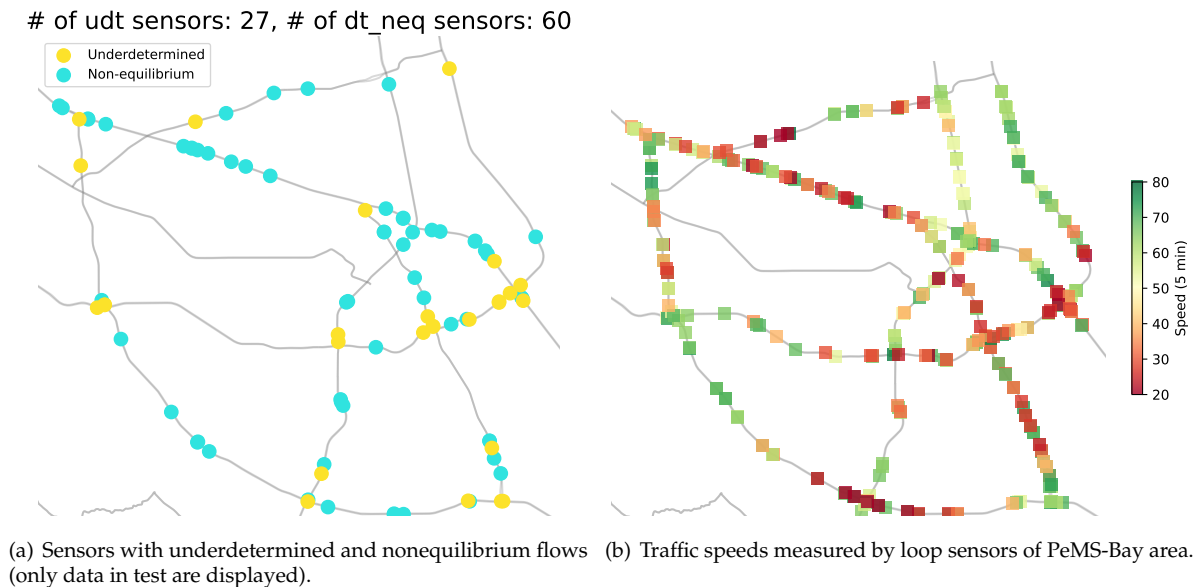 # of udt sensors: 27, # of dt_neq sensors: 60
Underdetermined
Non-equilibrium
80
70
60
50
40
30
20
Speed (5 min)
(a) Sensors with underdetermined and nonequilibrium flows
(only data in test are displayed).
(b) Traffic speeds measured by loop sensors of PeMS-Bay area.